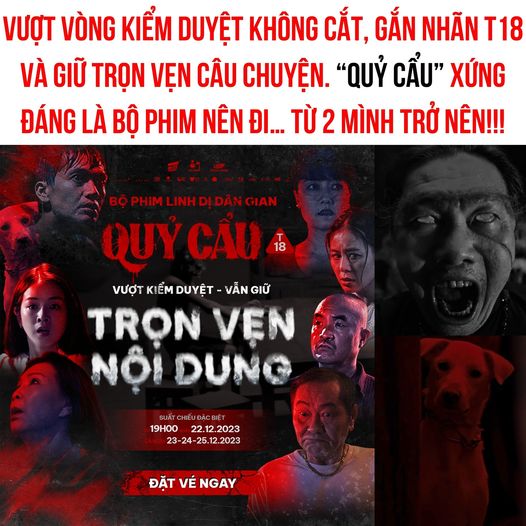 VƯỢT VÒNG KIỂM DUYỆT KHÔNG CẮT, GẮN NHÃN T18
VÀ GIỮ TRỌN VẸN CÂU CHUYỆN. “QUỶ CẨU” XỨNG
ĐÁNG LÀ BỘ PHIM NÊN ĐI... TỪ 2 MÌNH TRỞ NÊN!!!
BỘ PHIM LINH DỊ DÂN GIAN
QUỶ CẨU
T
18
VƯỢT KIỂM DUYỆT - VẪN GIỮ
TRỌN VẸN
NỘI DUNG
SUẤT CHIẾU ĐẶC BIỆT
19H00 22.12.2023
23-24-25.12.2023
ĐẶT VÉ NGAY